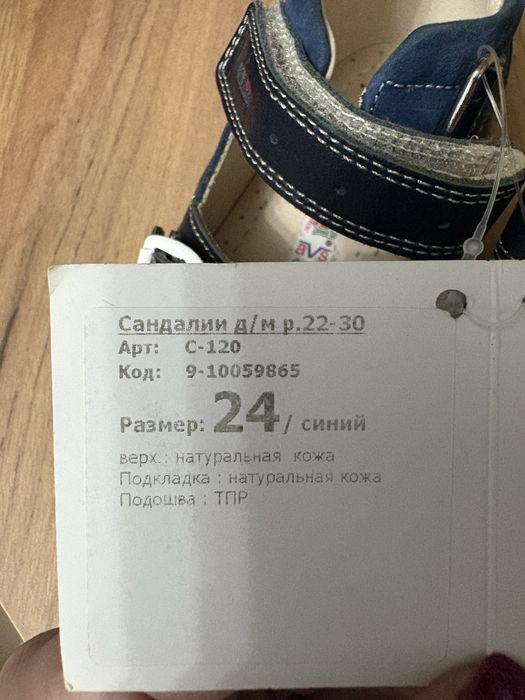 avs
Сандалии д/м р.22-30
Арт: С-120
Код: 9-10059865
Размер: 24/ синий
верх.: натуральная кожа
Подкладка : натуральная кожа
Подошва : ТПР